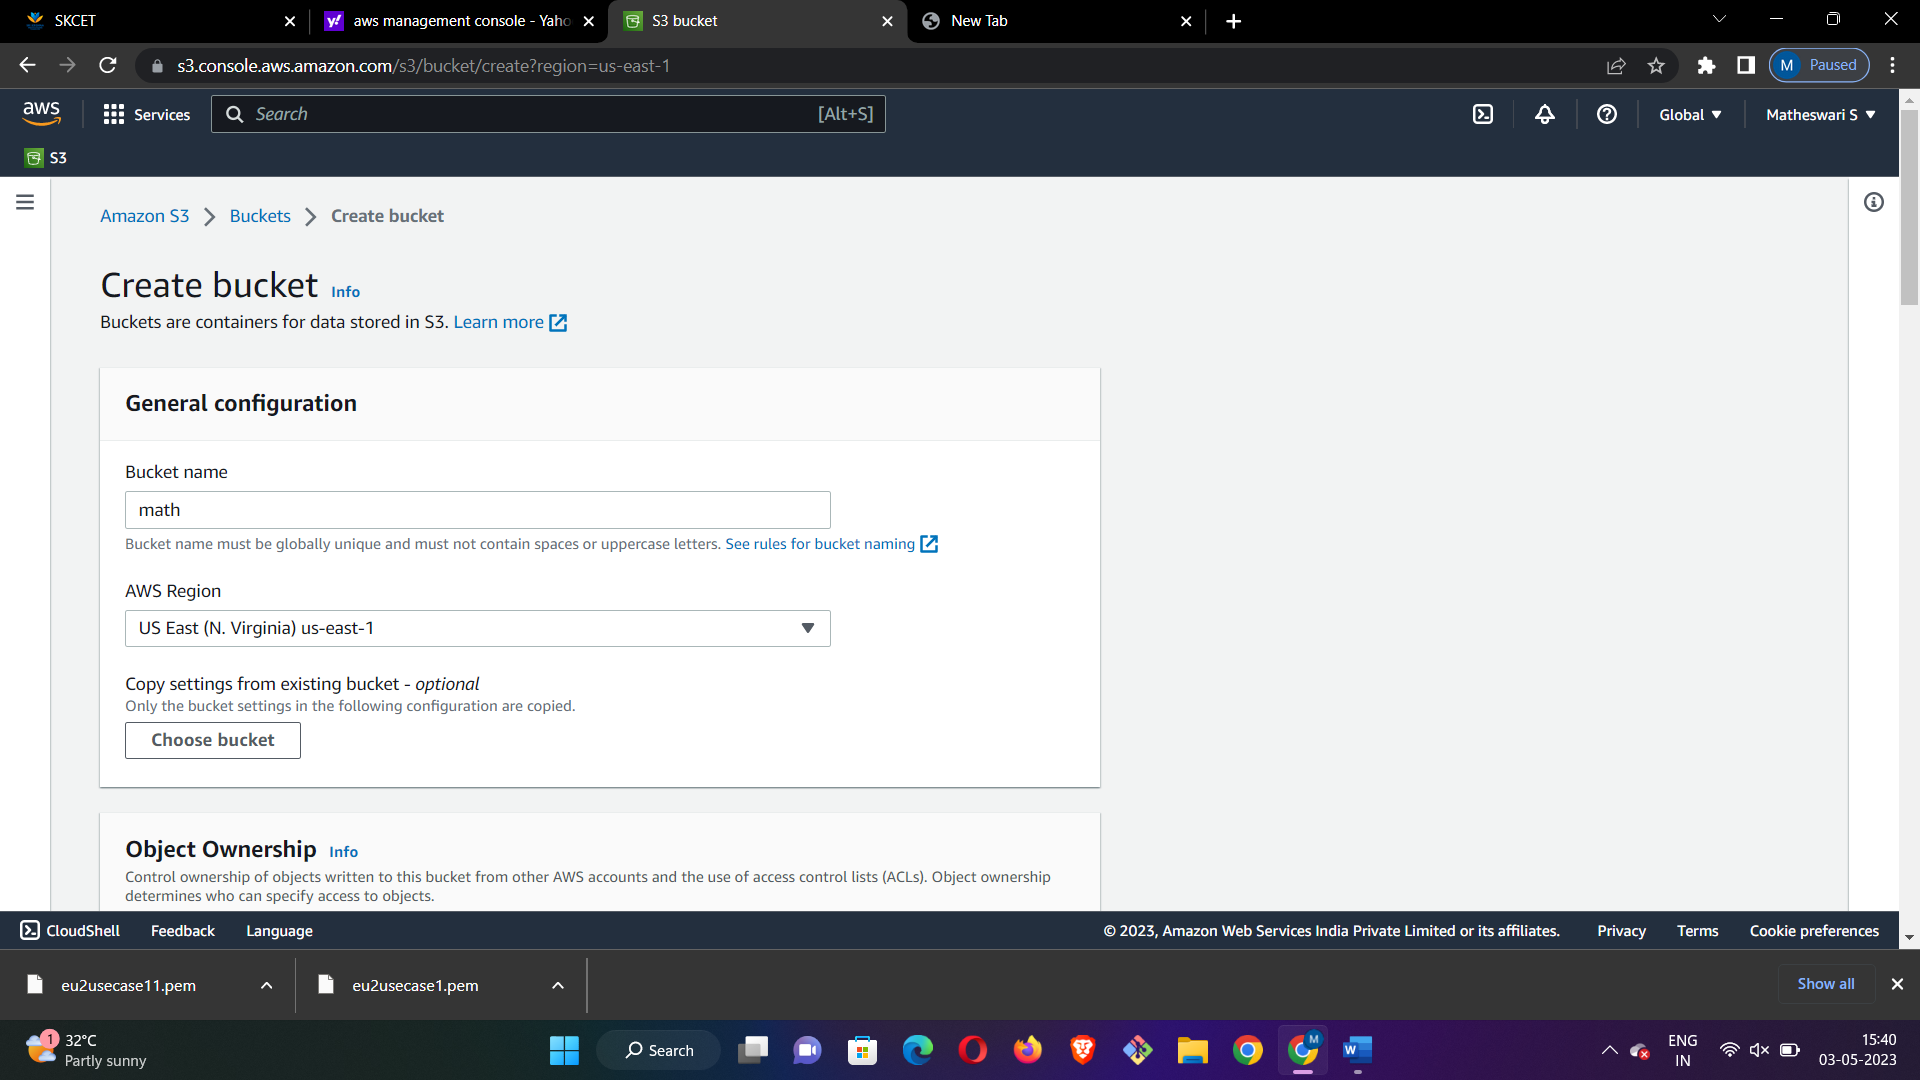 SKCET
aws management console - Yaho
S3 bucket
New Tab
s3.console.aws.amazon.com/s3/bucket/create?region=us-east-1
M Paused
aws
Services
Search
[Alt+S]
Global
Matheswari S
S3
Amazon S3
Buckets
Create bucket
Create bucket Info
Buckets are containers for data stored in S3. Learn more
General configuration
Bucket name
math
Bucket name must be globally unique and must not contain spaces or uppercase letters. See rules for bucket naming
AWS Region
US East (N. Virginia) us-east-1
Copy settings from existing bucket - optional
Only the bucket settings in the following configuration are copied.
Choose bucket
Object Ownership Info
Control ownership of objects written to this bucket from other AWS accounts and the use of access control lists (ACLs). Object ownership
determines who can specify access to objects.
CloudShell
Feedback
Language
© 2023, Amazon Web Services India Private Limited or its affiliates.
Privacy
Terms
Cookie preferences
eu2usecase11.pem
eu2usecase1.pem
Show all
1
32°C
Partly sunny
Search
M
W
ENG
IN
15:40
03-05-2023